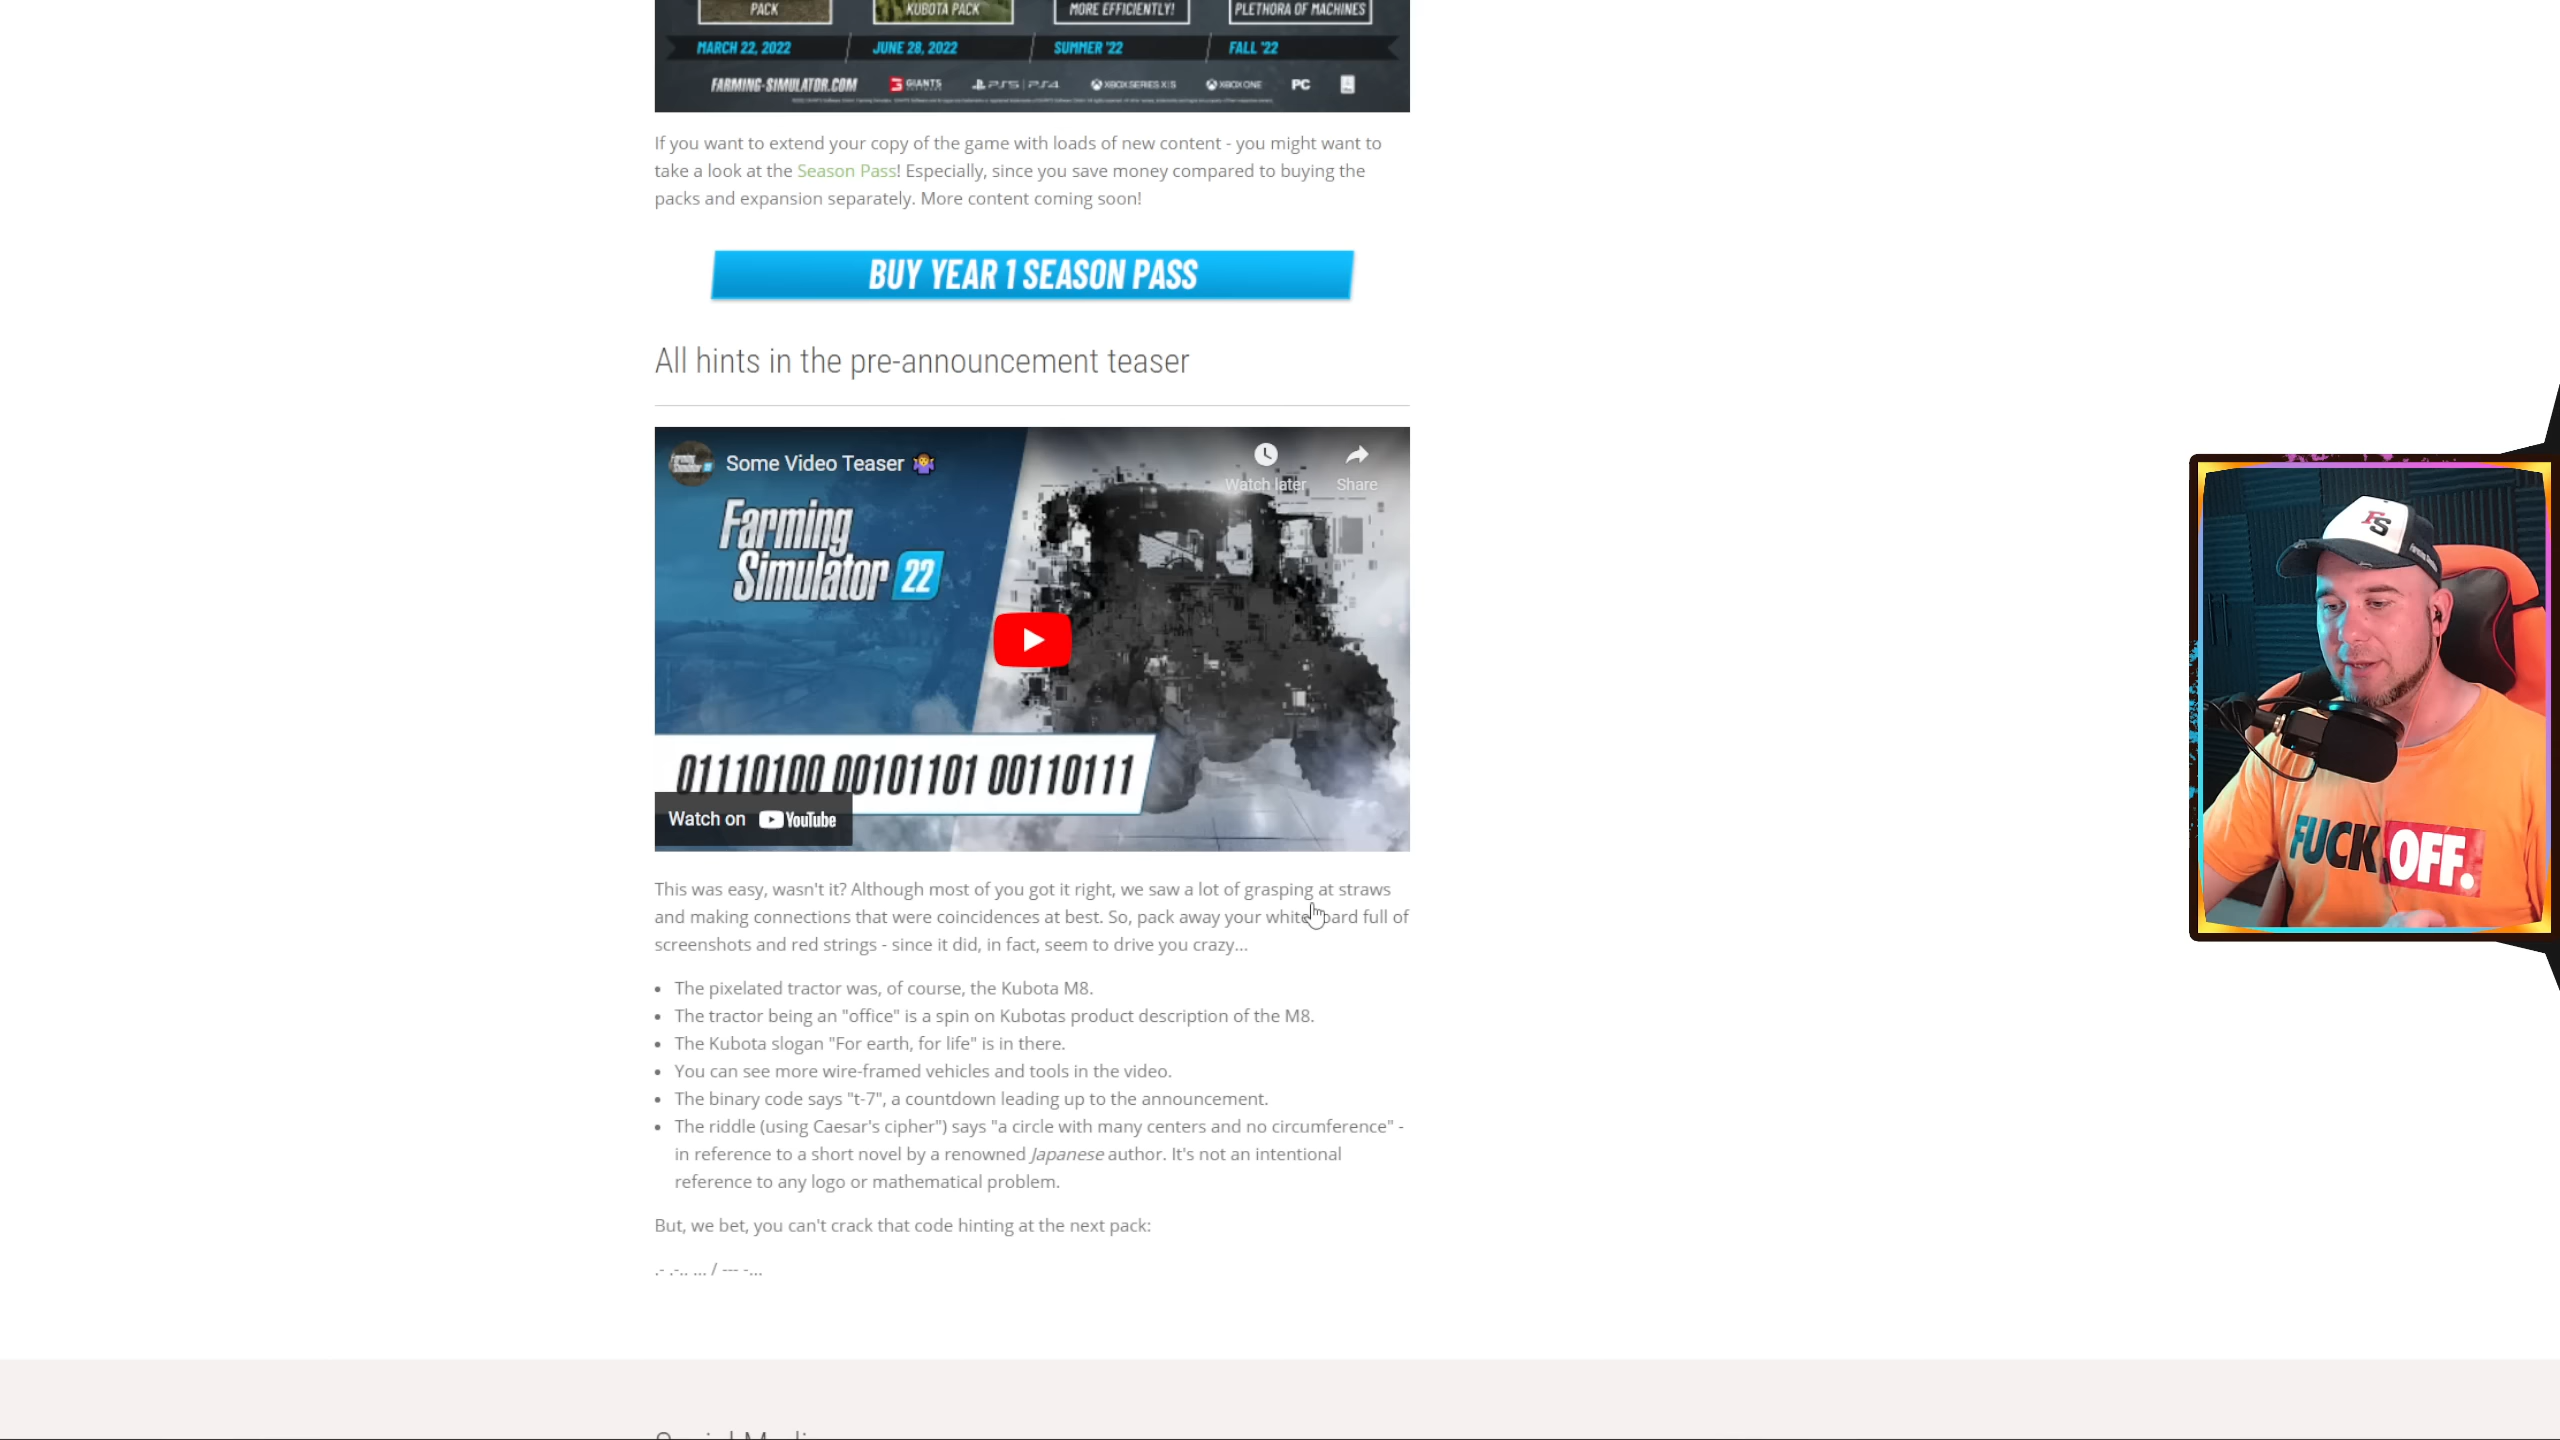 PACK
KUBOTA PACK
MORE EFFICIENTLY!
PLETHORA OF MACHINES
MARCH 22, 2022
JUNE 28, 2022
SUMMER '22
FALL '22
FARMING-SIMULATOR.COM
GIANTS
PS5 | PS4
XBOX SERIES X|S
XBOX ONE
PC
If you want to extend your copy of the game with loads of new content - you might want to
take a look at the Season Pass! Especially, since you save money compared to buying the
packs and expansion separately. More content coming soon!
BUY YEAR 1 SEASON PASS
All hints in the pre-announcement teaser
Some Video Teaser 🤷‍♀️
Watch later
Share
Farming
Simulator 22
01110100 00101101 00110111
Watch on YouTube
This was easy, wasn't it? Although most of you got it right, we saw a lot of grasping at straws
and making connections that were coincidences at best. So, pack away your whiteboard full of
screenshots and red strings - since it did, in fact, seem to drive you crazy...
• The pixelated tractor was, of course, the Kubota M8.
• The tractor being an "office" is a spin on Kubotas product description of the M8.
• The Kubota slogan "For earth, for life" is in there.
• You can see more wire-framed vehicles and tools in the video.
• The binary code says "t-7", a countdown leading up to the announcement.
• The riddle (using Caesar's cipher") says "a circle with many centers and no circumference" -
in reference to a short novel by a renowned Japanese author. It's not an intentional
reference to any logo or mathematical problem.
But, we bet, you can't crack that code hinting at the next pack:
.- .-.. ... / --- -...
FS
FUCK OFF.